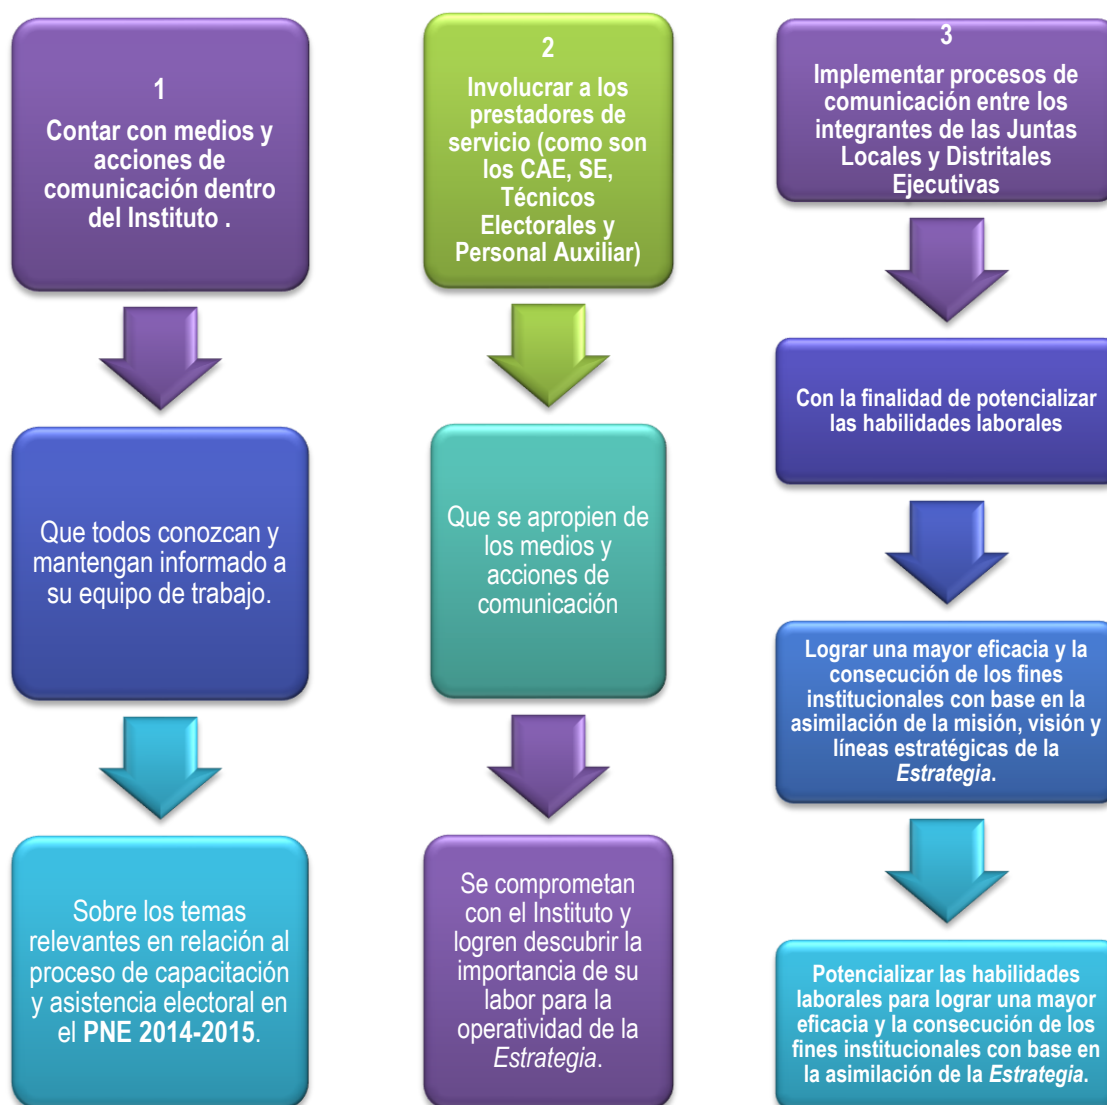 1
Contar con medios y
acciones de
comunicación dentro
del Instituto .
Que todos conozcan y
mantengan informado a
su equipo de trabajo.
Sobre los temas
relevantes en relación al
proceso de capacitación
y asistencia electoral en
el PNE 2014-2015.
2
Involucrar a los
prestadores de
servicio (como son
los CAE, SE,
Técnicos
Electorales y
Personal Auxiliar)
Que se apropien de
los medios y
acciones de
comunicación
Se comprometan
con el Instituto y
logren descubrir la
importancia de su
labor para la
operatividad de la
Estrategia.
3
Implementar procesos de
comunicación entre los
integrantes de las Juntas
Locales y Distritales
Ejecutivas
Con la finalidad de potencializar
las habilidades laborales
Lograr una mayor eficacia y la
consecución de los fines
institucionales con base en la
asimilación de la misión, visión y
líneas estratégicas de la
Estrategia.
Potencializar las habilidades
laborales para lograr una mayor
eficacia y la consecución de los
fines institucionales con base en
la asimilación de la Estrategia.